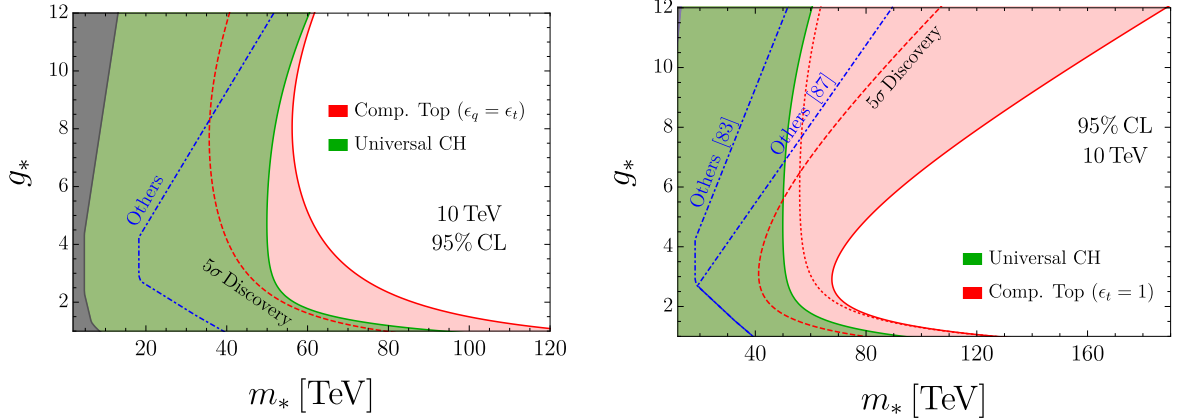 12
10
8
6
4
2
g*
20
40
60
80
100
120
m* [TeV]
Others
5σ Discovery
Comp. Top (ϵq = ϵt)
Universal CH
10 TeV
95% CL
12
10
8
6
4
2
g*
40
80
120
160
m* [TeV]
Others [83]
Others [87]
5σ Discovery
95% CL
10 TeV
Universal CH
Comp. Top (ϵt = 1)